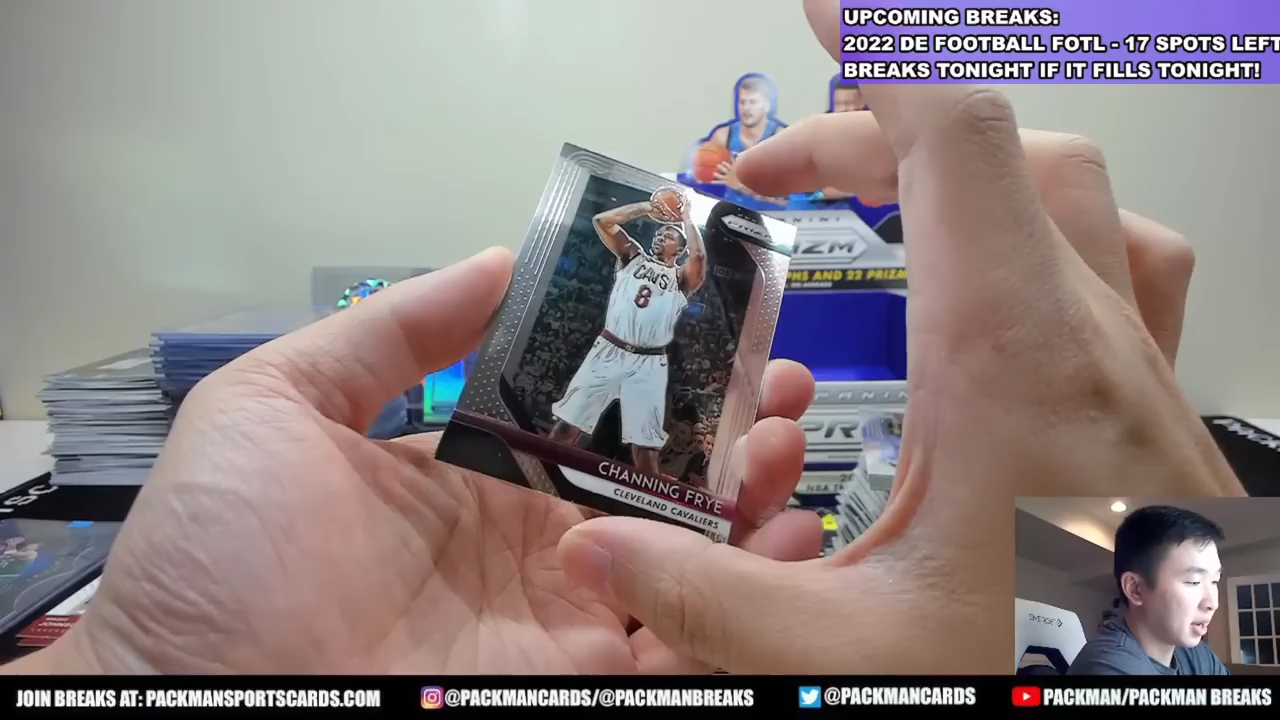 UPCOMING BREAKS:
2022 DE FOOTBALL FOTL - 17 SPOTS LEFT
BREAKS TONIGHT IF IT FILLS TONIGHT!
CAVS
8
CHANNING FRYE
CLEVELAND CAVALIERS
JOIN BREAKS AT: PACKMANSPORTSCARDS.COM
@PACKMANCARDS/@PACKMANBREAKS
@PACKMANCARDS
PACKMAN/PACKMAN BREAKS